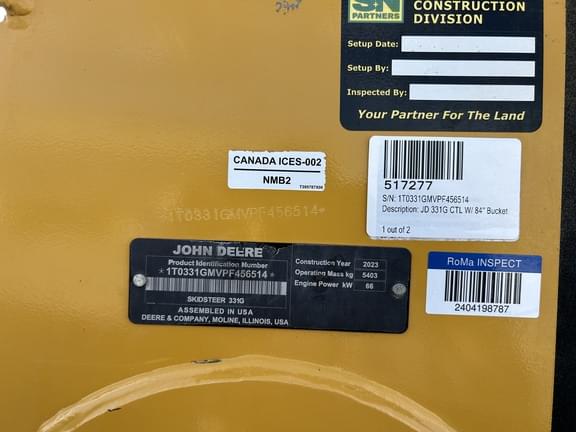 SN
PARTNERS
CONSTRUCTION
DIVISION
Setup Date:
Setup By:
Inspected By:
Your Partner For The Land
CANADA ICES-002
NMB2
517277
S/N: 1T0331GMVPF456514
Description: JD 331G CTL W/ 84" Bucket
1 out of 2
*1T0331GMVPF456514*
JOHN DEERE
Product Identification Number
*1T0331GMVPF456514*
SKIDSTEER 331G
ASSEMBLED IN USA
DEERE & COMPANY, MOLINE, ILLINOIS, USA
Construction Year 2023
Operating Mass kg 5403
Engine Power kW 66
RoMa INSPECT
2404198787